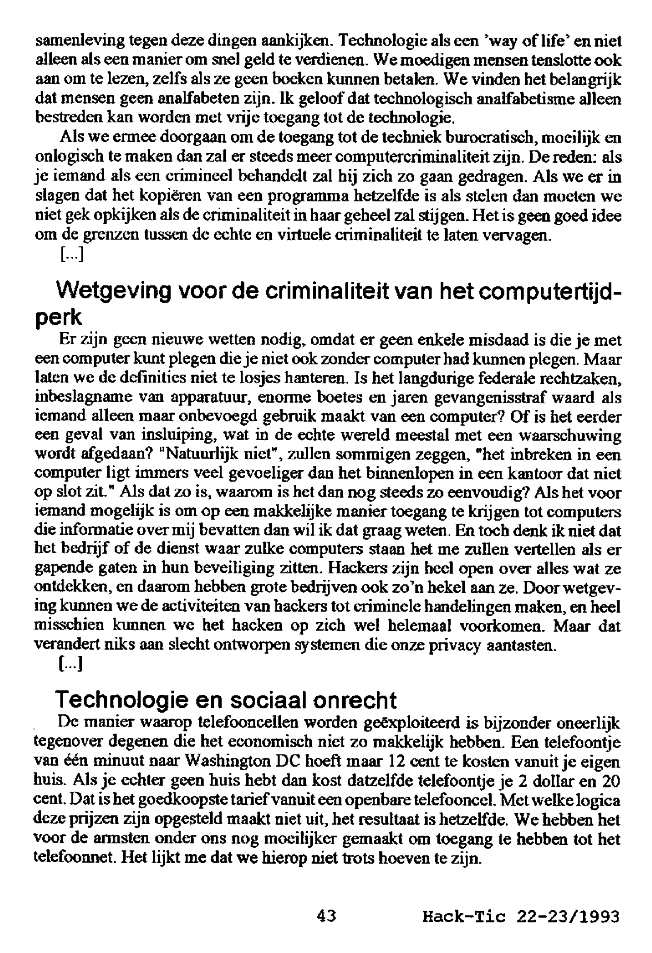 samenleving tegen deze dingen aankijken. Technologie als een 'way of life' en niet
alleen als een manier om snel geld te verdienen. We moedigen mensen tenslotte ook
aan om te lezen, zelfs als ze geen boeken kunnen betalen. We vinden het belangrijk
dat mensen geen analfabeten zijn. Ik geloof dat technologisch analfabetisme alleen
bestreden kan worden met vrije toegang tot de technologie.
Als we ermee doorgaan om de toegang tot de techniek burocratisch, moeilijk en
onlogisch te maken dan zal er steeds meer computercriminaliteit zijn. De reden: als
je iemand als een crimineel behandelt zal hij zich zo gaan gedragen. Als we er in
slagen dat het kopiëren van een programma hetzelfde is als stelen dan moeten we
niet gek opkijken als de criminaliteit in haar geheel zal stijgen. Het is geen goed idee
om de grenzen tussen de echte en virtuele criminaliteit te laten vervagen.
[...]
Wetgeving voor de criminaliteit van het computertijd-
perk
Er zijn geen nieuwe wetten nodig, omdat er geen enkele misdaad is die je met
een computer kunt plegen die je niet ook zonder computer had kunnen plegen. Maar
laten we de definities niet te losjes hanteren. Is het langdurige federale rechtzaken,
inbeslagname van apparatuur, enorme boetes en jaren gevangenisstraf waard als
iemand alleen maar onbevoegd gebruik maakt van een computer? Of is het eerder
een geval van insluiping, wat in de echte wereld meestal met een waarschuwing
wordt afgedaan? "Natuurlijk niet", zullen sommigen zeggen, "het inbreken in een
computer ligt immers veel gevoeliger dan het binnenlopen in een kantoor dat niet
op slot zit." Als dat zo is, waarom is het dan nog steeds zo eenvoudig? Als het voor
iemand mogelijk is om op een makkelijke manier toegang te krijgen tot computers
die informatie over mij bevatten dan wil ik dat graag weten. En toch denk ik niet dat
het bedrijf of de dienst waar zulke computers staan het me zullen vertellen als er
gapende gaten in hun beveiliging zitten. Hackers zijn heel open over alles wat ze
ontdekken, en daarom hebben grote bedrijven ook zo'n hekel aan ze. Door wetgev-
ing kunnen we de activiteiten van hackers tot criminele handelingen maken, en heel
misschien kunnen we het hacken op zich wel helemaal voorkomen. Maar dat
verandert niks aan slecht ontworpen systemen die onze privacy aantasten.
[...]
Technologie en sociaal onrecht
De manier waarop telefooncellen worden geëxploiteerd is bijzonder oneerlijk
tegenover degenen die het economisch niet zo makkelijk hebben. Een telefoontje
van één minuut naar Washington DC hoeft maar 12 cent te kosten vanuit je eigen
huis. Als je echter geen huis hebt dan kost datzelfde telefoontje je 2 dollar en 20
cent. Dat is het goedkoopste tarief vanuit een openbare telefooncel. Met welke logica
deze prijzen zijn opgesteld maakt niet uit, het resultaat is hetzelfde. We hebben het
voor de armsten onder ons nog moeilijker gemaakt om toegang te hebben tot het
telefoonnet. Het lijkt me dat we hierop niet trots hoeven te zijn.
43 Hack-Tic 22-23/1993